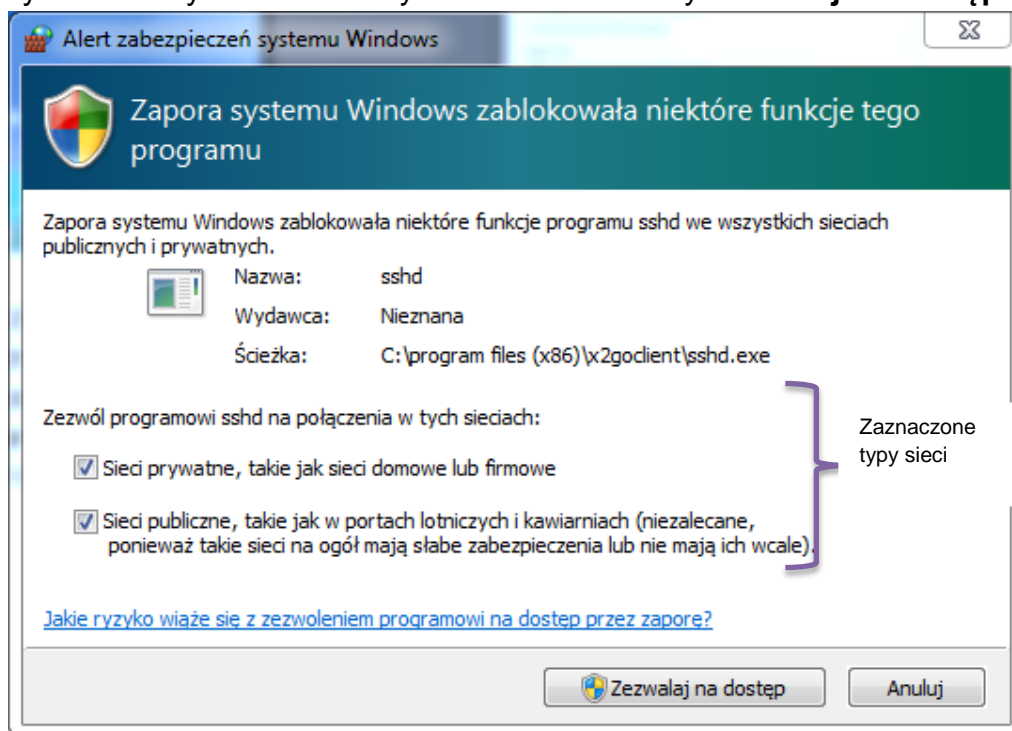 Alert zabezpieczeń systemu Windows
Zapora systemu Windows zablokowała niektóre funkcje tego
programu
Zapora systemu Windows zablokowała niektóre funkcje programu sshd we wszystkich sieciach
publicznych i prywatnych.
Nazwa: sshd
Wydawca: Nieznana
Ścieżka: C:\program files (x86)\x2goclient\sshd.exe
Zezwól programowi sshd na połączenia w tych sieciach:
Zaznaczone
typy sieci
Sieci prywatne, takie jak sieci domowe lub firmowe
Sieci publiczne, takie jak w portach lotniczych i kawiarniach (niezalecane,
ponieważ takie sieci na ogół mają słabe zabezpieczenia lub nie mają ich wcale).
Jakie ryzyko wiąże się z zezwoleniem programowi na dostęp przez zaporę?
Zezwalaj na dostęp
Anuluj